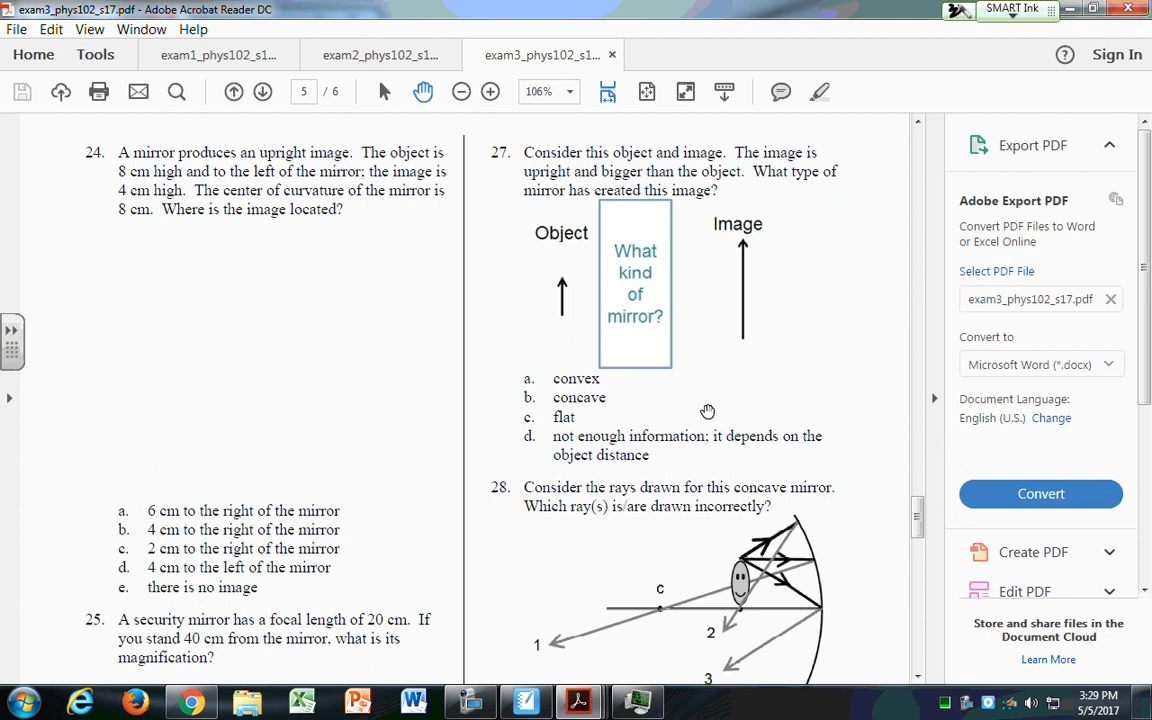 exam3_phys102_s17.pdf - Adobe Acrobat Reader DC
SMART Ink
File Edit View Window Help
Home Tools exam1_phys102_s1... exam2_phys102_s1... exam3_phys102_s1... × ? Sign In
5 / 6 106%
24. A mirror produces an upright image. The object is
8 cm high and to the left of the mirror; the image is
4 cm high. The center of curvature of the mirror is
8 cm. Where is the image located?
a. 6 cm to the right of the mirror
b. 4 cm to the right of the mirror
c. 2 cm to the right of the mirror
d. 4 cm to the left of the mirror
e. there is no image
25. A security mirror has a focal length of 20 cm. If
you stand 40 cm from the mirror, what is its
magnification?
27. Consider this object and image. The image is
upright and bigger than the object. What type of
mirror has created this image?
Object
What
kind
of
mirror?
Image
a. convex
b. concave
c. flat
d. not enough information; it depends on the
object distance
28. Consider the rays drawn for this concave mirror.
Which ray(s) is/are drawn incorrectly?
c
1
2
3
Export PDF
Adobe Export PDF
Convert PDF Files to Word
or Excel Online
Select PDF File
exam3_phys102_s17.pdf
Convert to
Microsoft Word (*.docx)
Document Language:
English (U.S.) Change
Convert
Create PDF
Edit PDF
Store and share files in the
Document Cloud
Learn More
3:29 PM
5/5/2017